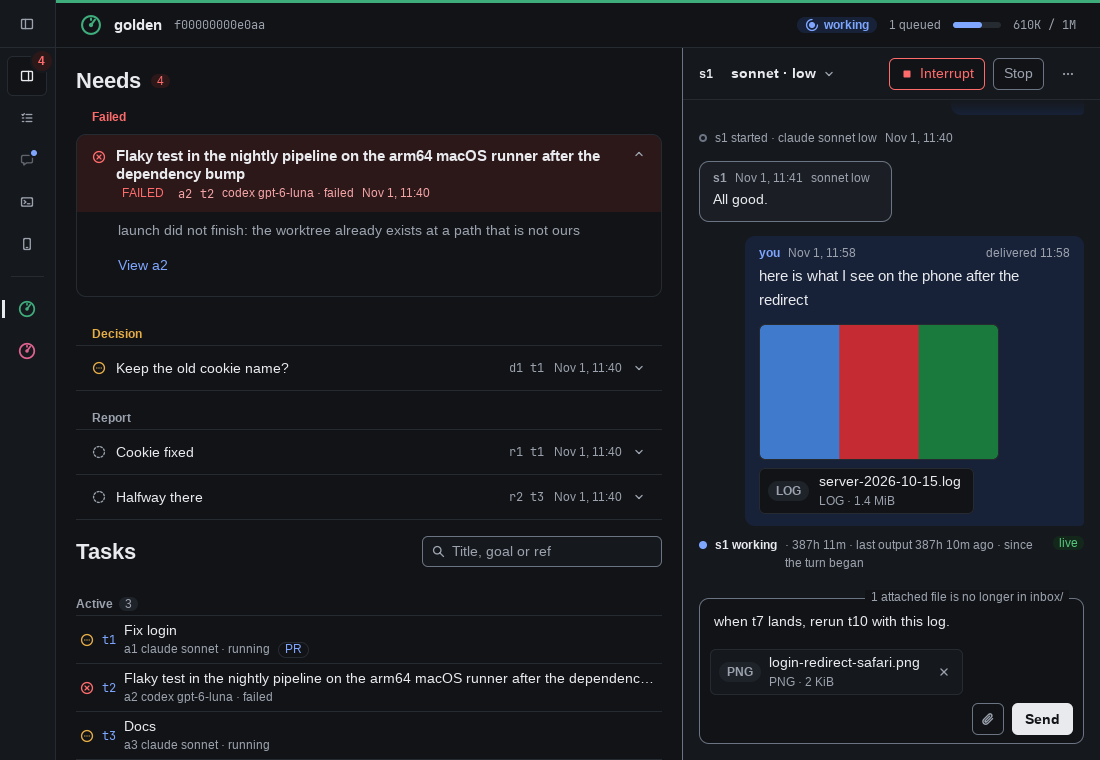 golden f00000000e0aa
working 1 queued 610K / 1M
4
Needs 4
Failed
Flaky test in the nightly pipeline on the arm64 macOS runner after the
dependency bump
FAILED a2 t2 codex gpt-6-luna · failed Nov 1, 11:40
launch did not finish: the worktree already exists at a path that is not ours
View a2
Decision
Keep the old cookie name? d1 t1 Nov 1, 11:40
Report
Cookie fixed r1 t1 Nov 1, 11:40
Halfway there r2 t3 Nov 1, 11:40
Tasks
Title, goal or ref
Active 3
t1 Fix login
a1 claude sonnet · running PR
t2 Flaky test in the nightly pipeline on the arm64 macOS runner after the dependenc…
a2 codex gpt-6-luna · failed
t3 Docs
a3 claude sonnet · running
s1 sonnet · low Interrupt Stop
s1 started · claude sonnet low Nov 1, 11:40
s1 Nov 1, 11:41 sonnet low
All good.
you Nov 1, 11:58 delivered 11:58
here is what I see on the phone after the
redirect
LOG server-2026-10-15.log
LOG · 1.4 MiB
s1 working · 387h 11m · last output 387h 10m ago · since
the turn began
live
1 attached file is no longer in inbox/
when t7 lands, rerun t10 with this log.
PNG login-redirect-safari.png
PNG · 2 KiB
Send